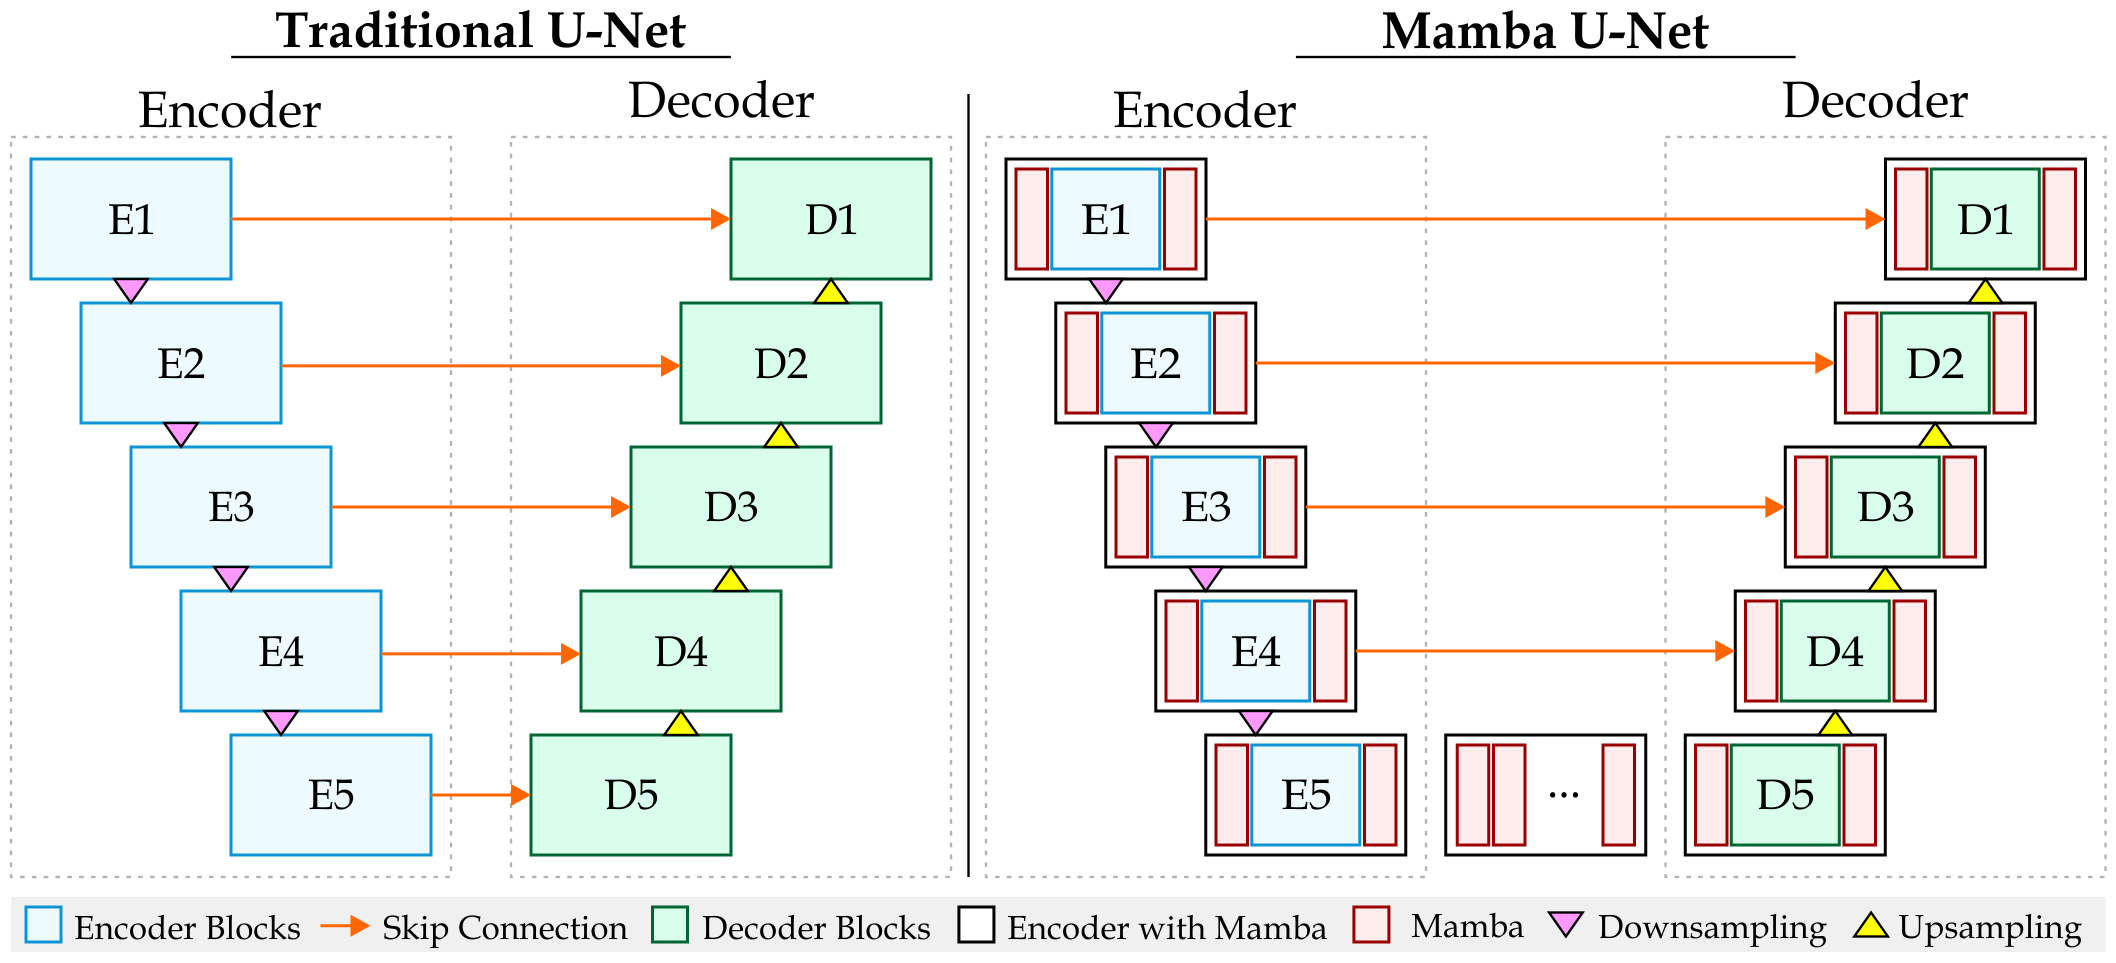 Traditional U-Net
Encoder
Decoder
E1
D1
E2
D2
E3
D3
E4
D4
E5
D5
Mamba U-Net
Encoder
Decoder
E1
D1
E2
D2
E3
D3
E4
D4
E5
...
D5
Encoder Blocks
Skip Connection
Decoder Blocks
Encoder with Mamba
Mamba
Downsampling
Upsampling